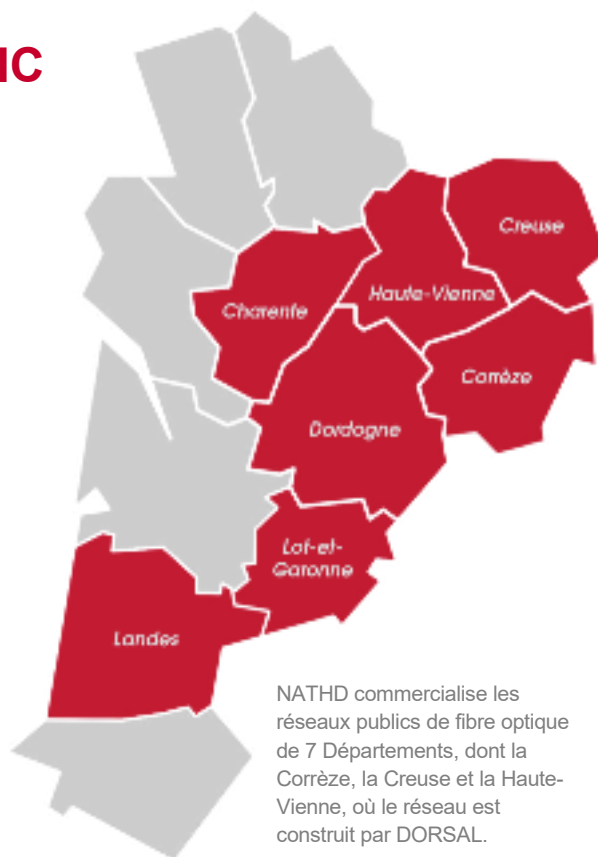 IC
Creuse
Haute-Vienne
Charente
Corrèze
Dordogne
Lot-et-
Garonne
Landes
NATHD commercialise les
réseaux publics de fibre optique
de 7 Départements, dont la
Corrèze, la Creuse et la Haute-
Vienne, où le réseau est
construit par DORSAL.